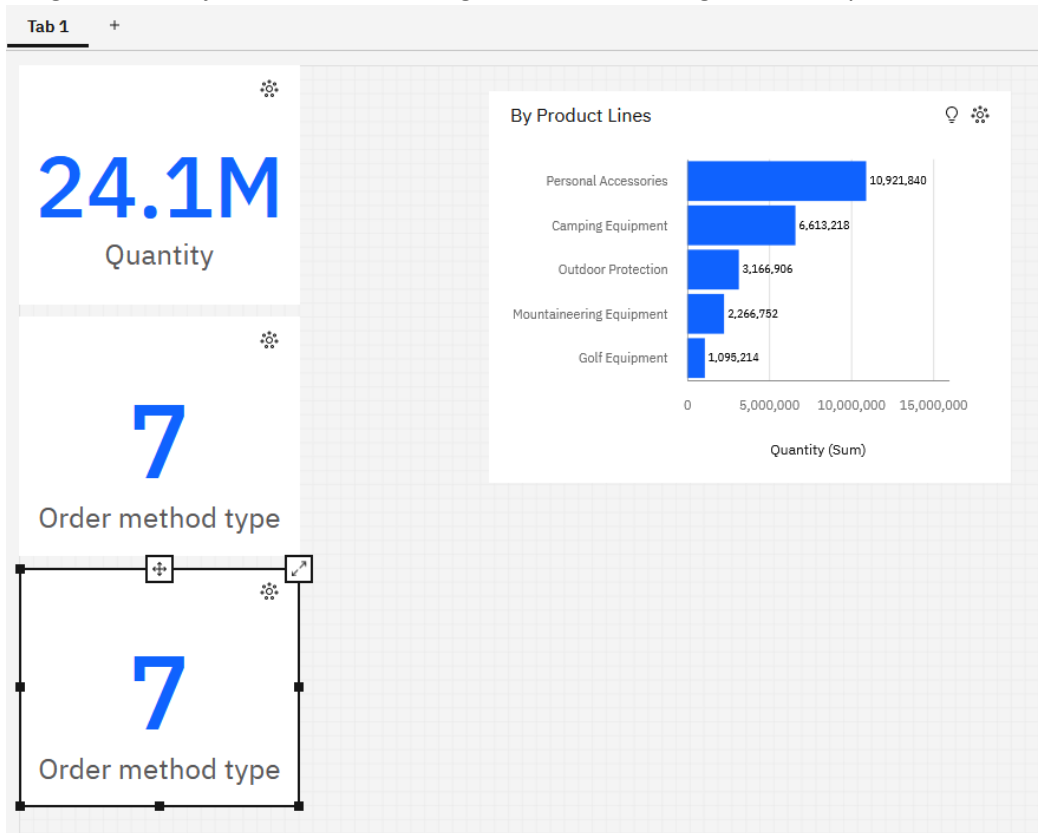 Tab 1 +
24.1M
Quantity
7
Order method type
7
Order method type
By Product Lines
Personal Accessories 10,921,840
Camping Equipment 6,613,218
Outdoor Protection 3,166,906
Mountaineering Equipment 2,266,752
Golf Equipment 1,095,214
0 5,000,000 10,000,000 15,000,000
Quantity (Sum)